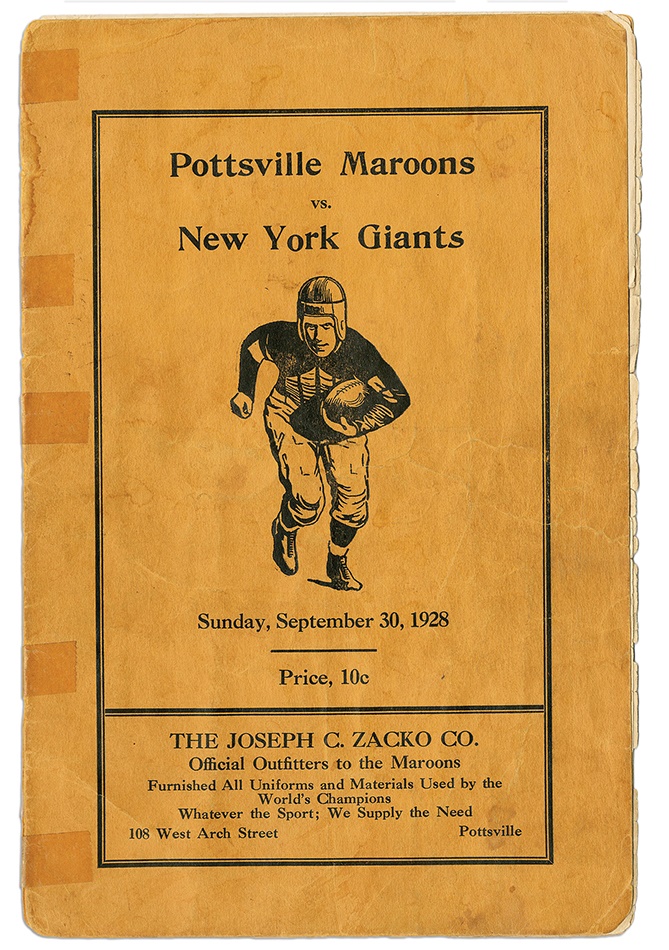 Pottsville Maroons
vs.
New York Giants
Sunday, September 30, 1928
Price, 10c
THE JOSEPH C. ZACKO CO.
Official Outfitters to the Maroons
Furnished All Uniforms and Materials Used by the
World's Champions
Whatever the Sport; We Supply the Need
108 West Arch Street Pottsville